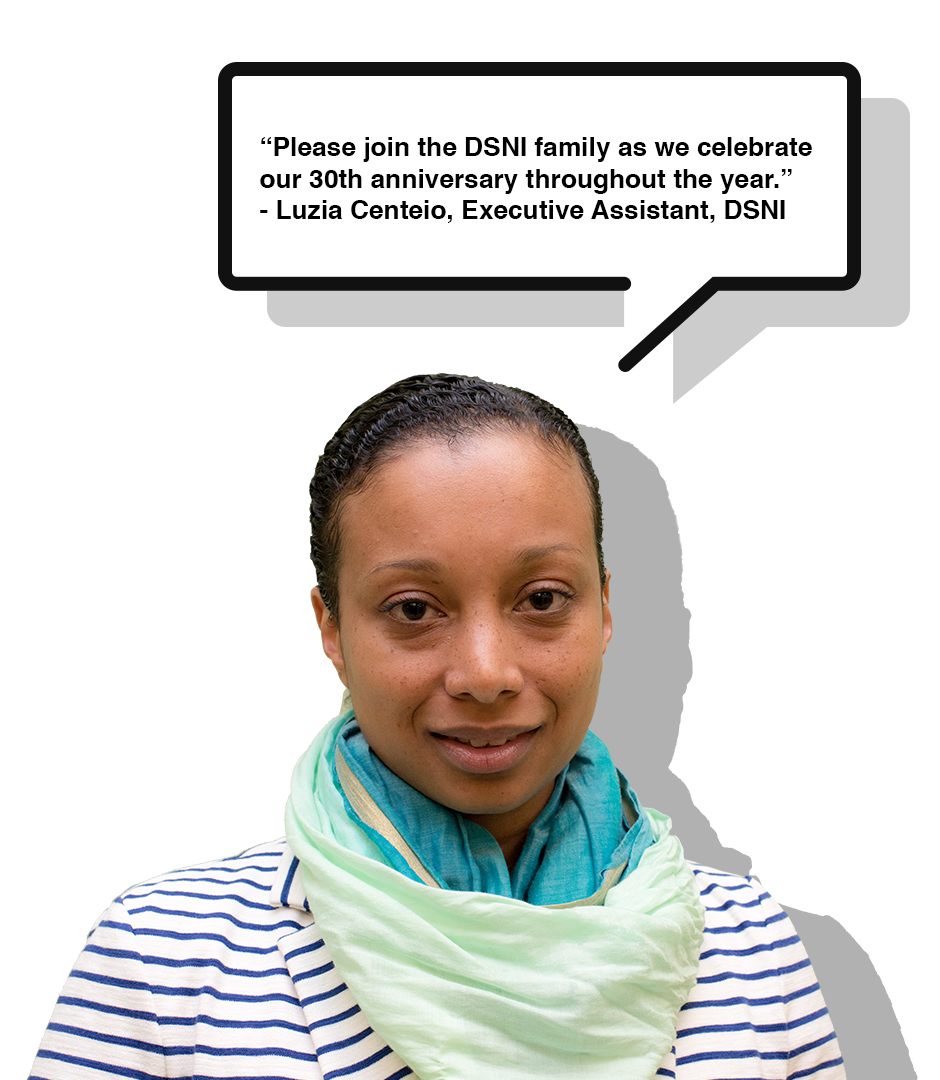 “Please join the DSNI family as we celebrate
our 30th anniversary throughout the year.”
- Luzia Centeio, Executive Assistant, DSNI